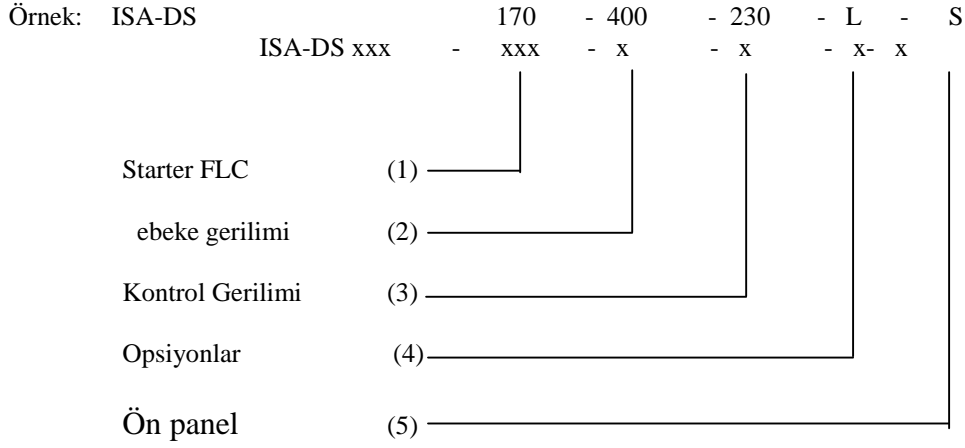 Örnek: ISA-DS 170 - 400 - 230 - L - S
ISA-DS xxx - xxx - x - x - x- x
Starter FLC (1)
ebeke gerilimi (2)
Kontrol Gerilimi (3)
Opsiyonlar (4)
Ön panel (5)